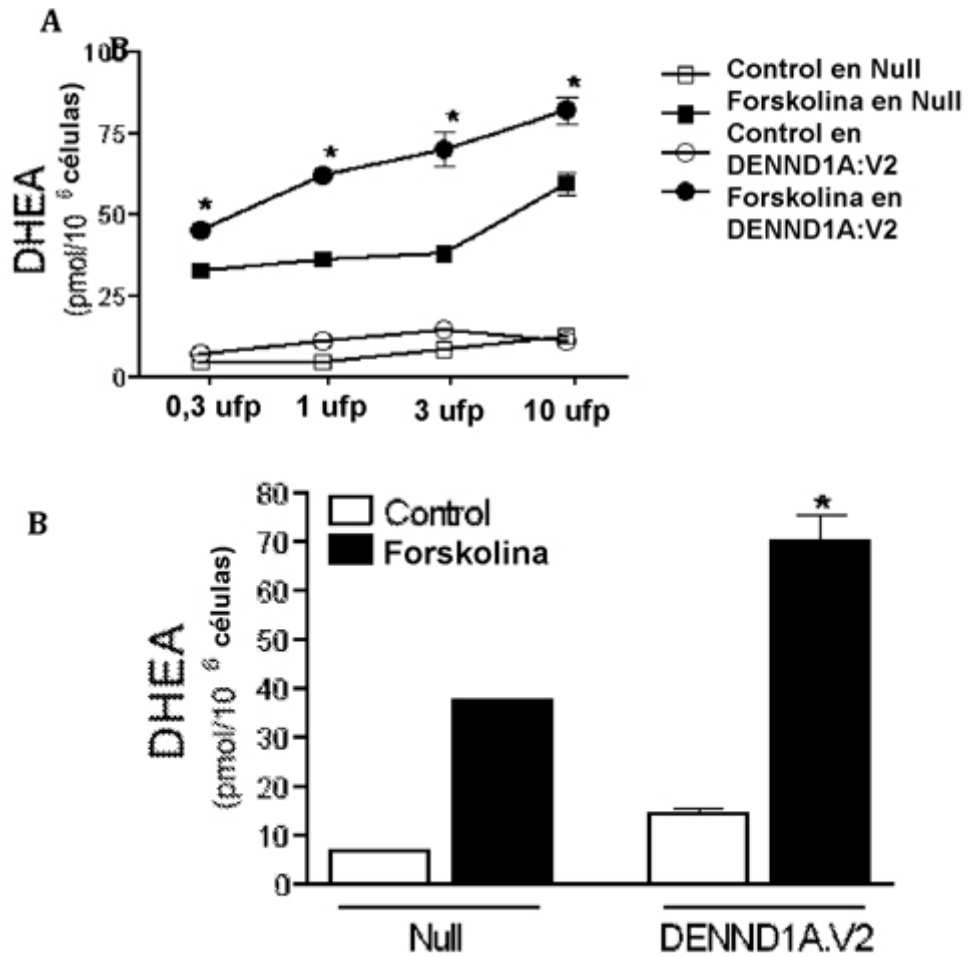 A
B
100
75
50
25
0
DHEA
(pmol/10 6 células)
* * * *
0,3 ufp 1 ufp 3 ufp 10 ufp
Control en Null
Forskolina en Null
Control en
DENND1A:V2
Forskolina en
DENND1A:V2
B
80
70
60
50
40
30
20
10
0
DHEA
(pmol/10 6 células)
Control
Forskolina
*
Null DENND1A.V2